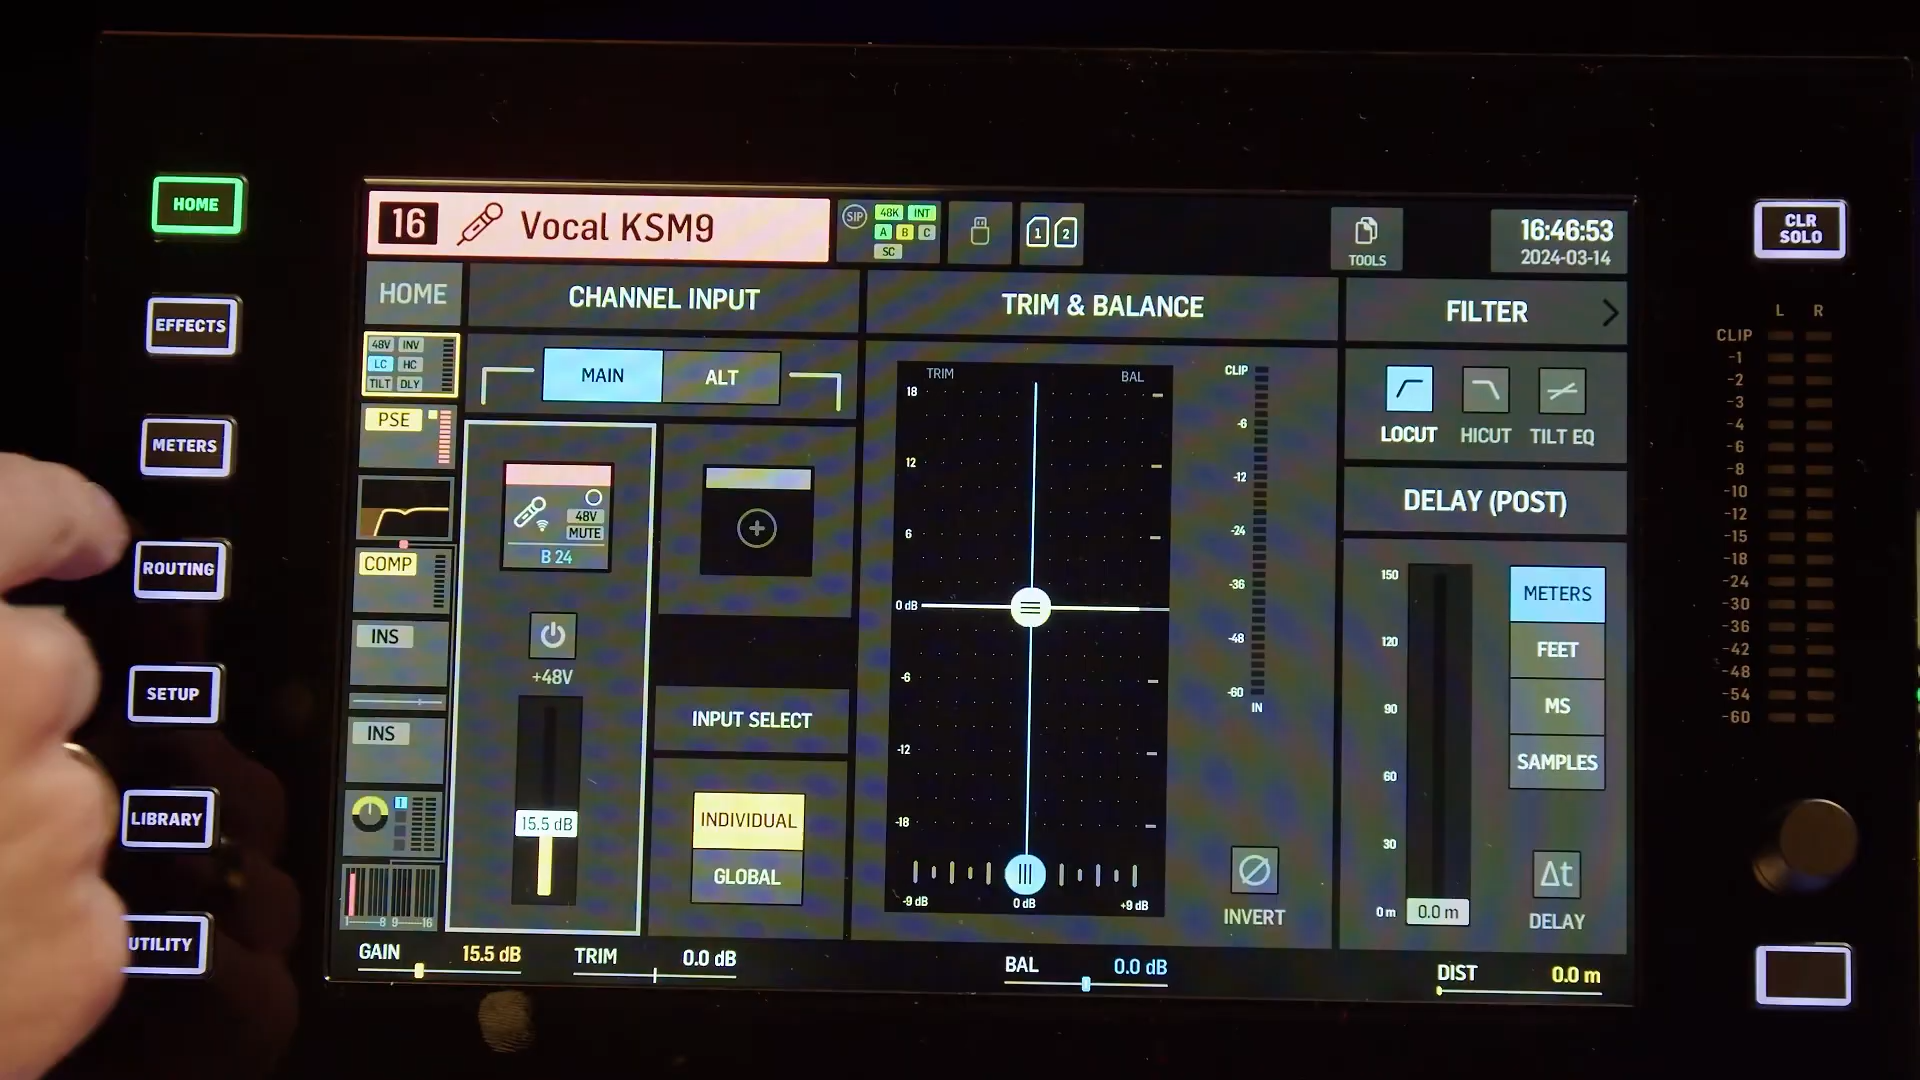 HOME
EFFECTS
METERS
ROUTING
SETUP
LIBRARY
UTILITY
16 Vocal KSM9
SIP 48K INT
A B C
SC
1 2
TOOLS
16:46:53
2024-03-14
CLR
SOLO
HOME
48V INV
LC HC
TILT DLY
PSE
COMP
INS
INS
1
1 8 9 16
CHANNEL INPUT
MAIN ALT
48V
MUTE
B 24
+48V
15.5 dB
INPUT SELECT
INDIVIDUAL
GLOBAL
TRIM & BALANCE
TRIM BAL
18
12
6
0 dB
-6
-12
-18
-9 dB 0 dB +9 dB
CLIP
-6
-12
-24
-36
-48
-60
IN
INVERT
FILTER
LOCUT HICUT TILT EQ
DELAY (POST)
150
120
90
60
30
0 m 0.0 m
METERS
FEET
MS
SAMPLES
Δt
DELAY
GAIN 15.5 dB TRIM 0.0 dB BAL 0.0 dB DIST 0.0 m
L R
CLIP
-1
-2
-3
-4
-6
-8
-10
-12
-15
-18
-24
-30
-36
-42
-48
-54
-60